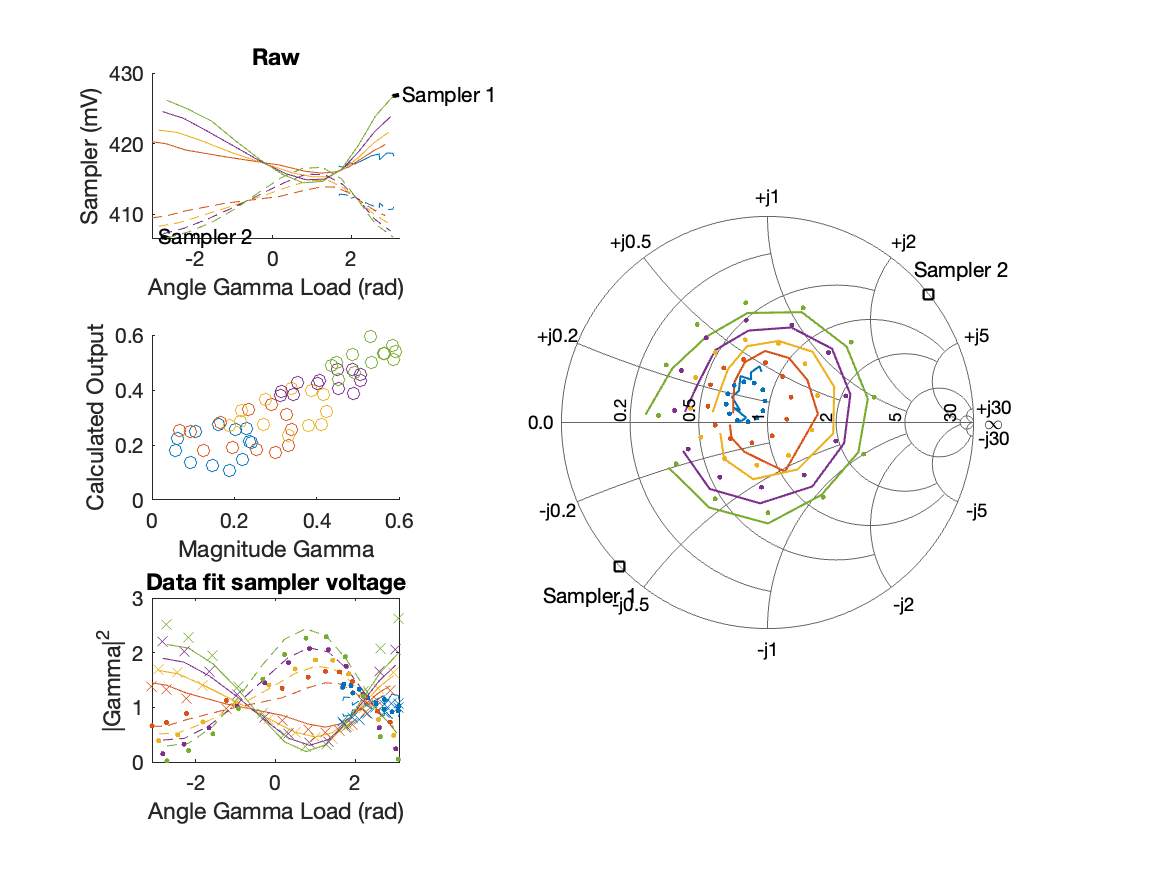 Raw
430
420
410
Sampler (mV)
Sampler 1
Sampler 2
-2
0
2
Angle Gamma Load (rad)
0.6
0.4
0.2
0
Calculated Output
0
0.2
0.4
0.6
Magnitude Gamma
Data fit sampler voltage
3
2
1
0
|Gamma|2
-2
0
2
Angle Gamma Load (rad)
+j1
+j0.5
+j2
Sampler 2
+j0.2
+j5
0.0
0.2
0.5
1
2
5
30
+j30
∞
-j30
-j0.2
-j5
Sampler 1
-j0.5
-j2
-j1